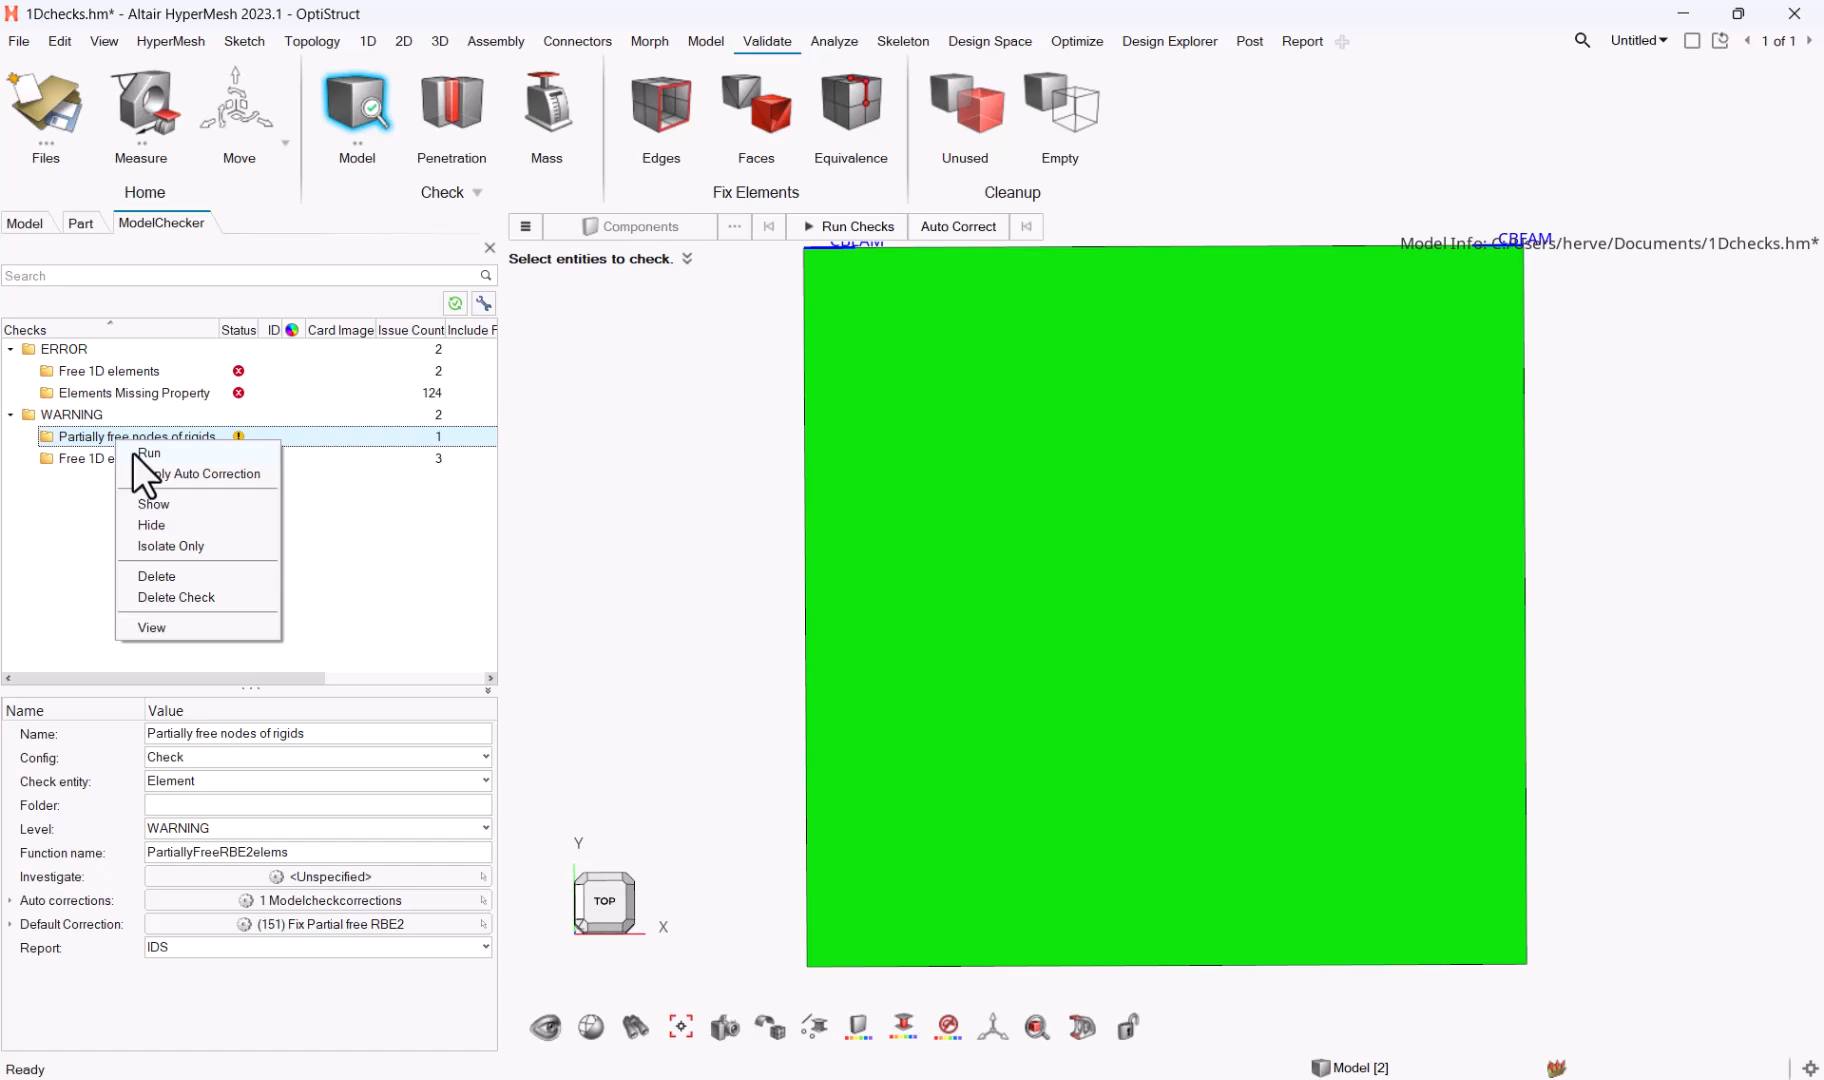 1Dchecks.hm* - Altair HyperMesh 2023.1 - OptiStruct
File Edit View HyperMesh Sketch Topology 1D 2D 3D Assembly Connectors Morph Model Validate Analyze Skeleton Design Space Optimize Design Explorer Post Report Untitled 1 of 1
Files Measure Move Model Penetration Mass Edges Faces Equivalence Unused Empty
Home Check Fix Elements Cleanup
Model Part ModelChecker
Components ... Run Checks Auto Correct
CBEAM CBEAM
Model Info: C:/Users/herve/Documents/1Dchecks.hm*
Select entities to check.
Search
Checks Status ID Card Image Issue Count Include F
ERROR 2
Free 1D elements 2
Elements Missing Property 124
WARNING 2
Partially free nodes of rigids 1
Free 1D e 3
Run
ply Auto Correction
Show
Hide
Isolate Only
Delete
Delete Check
View
Name Value
Name: Partially free nodes of rigids
Config: Check
Check entity: Element
Folder:
Level: WARNING
Function name: PartiallyFreeRBE2elems
Investigate: <Unspecified>
Auto corrections: 1 Modelcheckcorrections
Default Correction: (151) Fix Partial free RBE2
Report: IDS
Y
TOP
Z
X
Ready
Model [2]